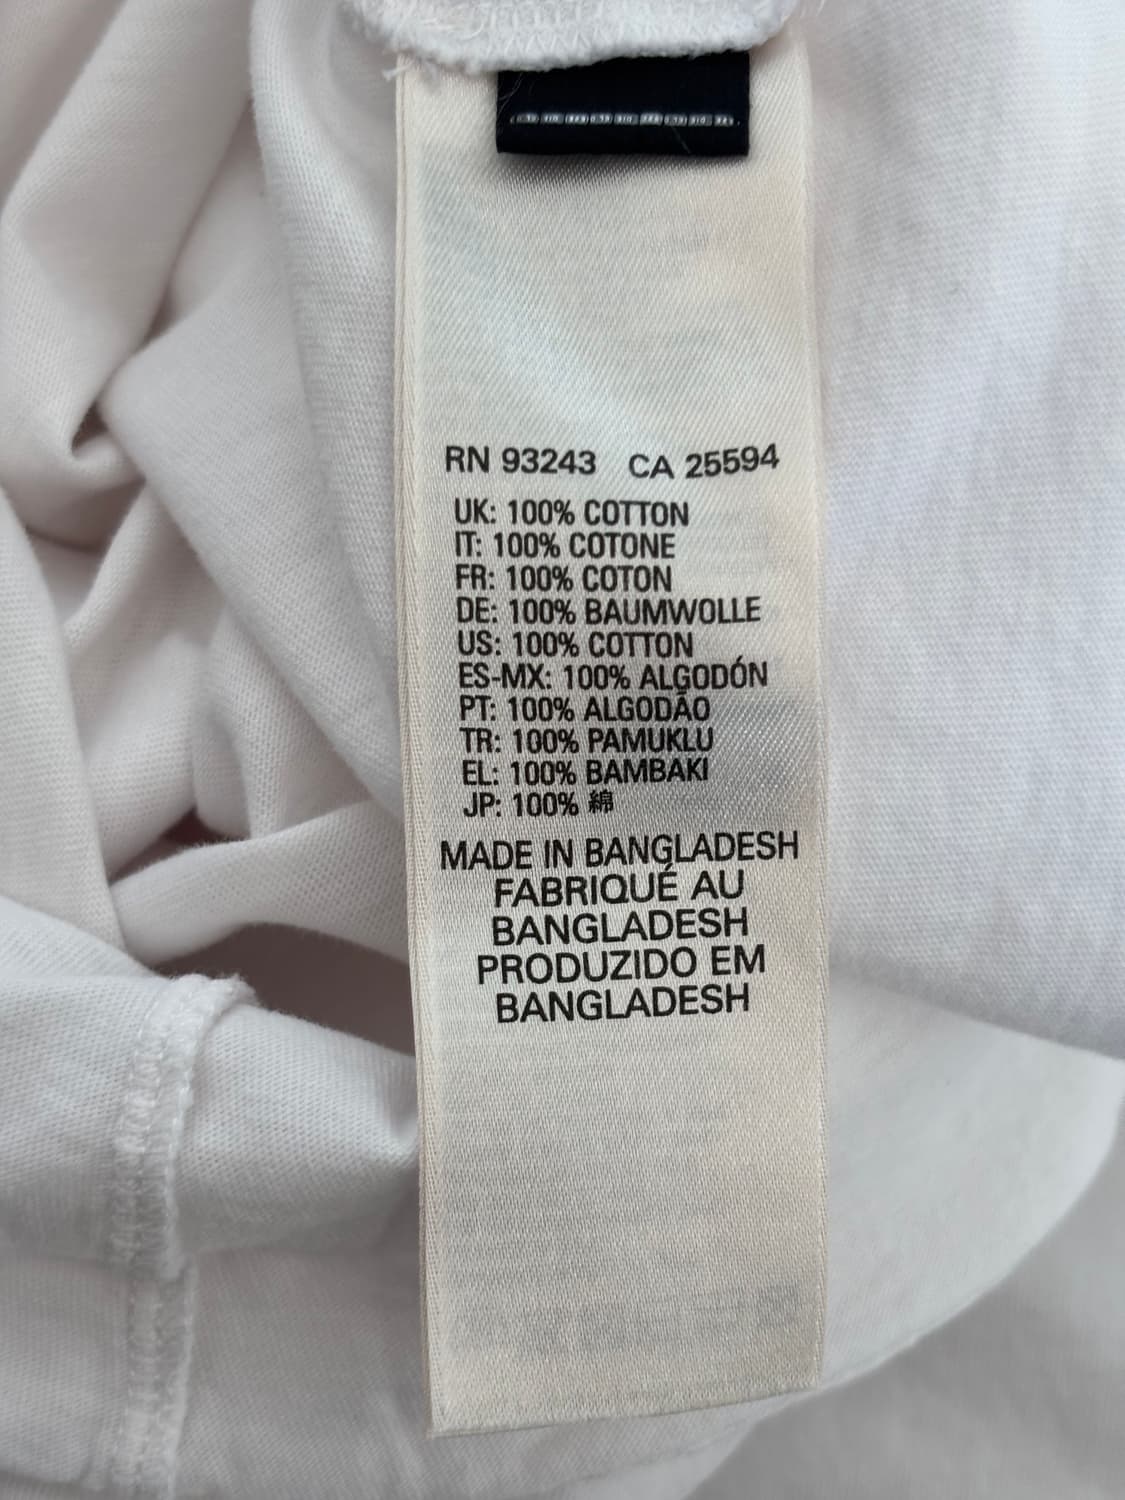 RN 93243 CA 25594
UK: 100% COTTON
IT: 100% COTONE
FR: 100% COTON
DE: 100% BAUMWOLLE
US: 100% COTTON
ES-MX: 100% ALGODÓN
PT: 100% ALGODÃO
TR: 100% PAMUKLU
EL: 100% BAMBAKI
JP: 100% 綿
MADE IN BANGLADESH
FABRIQUÉ AU
BANGLADESH
PRODUZIDO EM
BANGLADESH